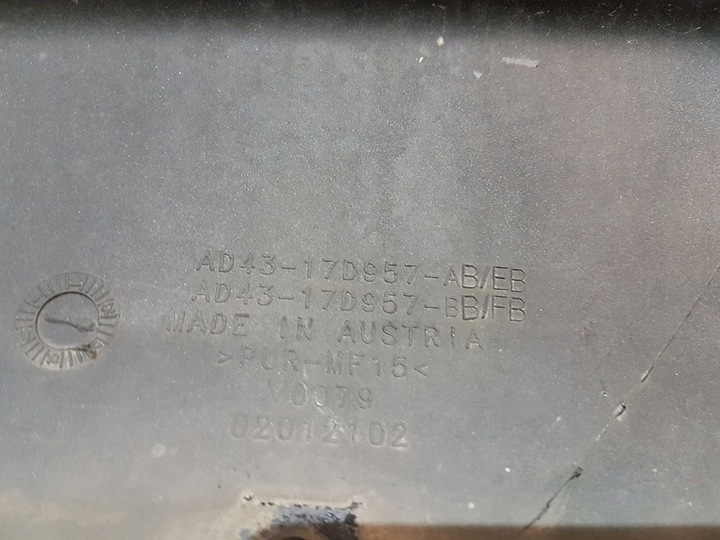 AD43-17D957-AB/EB
AD43-17D957-BB/FB
MADE IN AUSTRIA
>PUR-MF15<
V0079
02012102